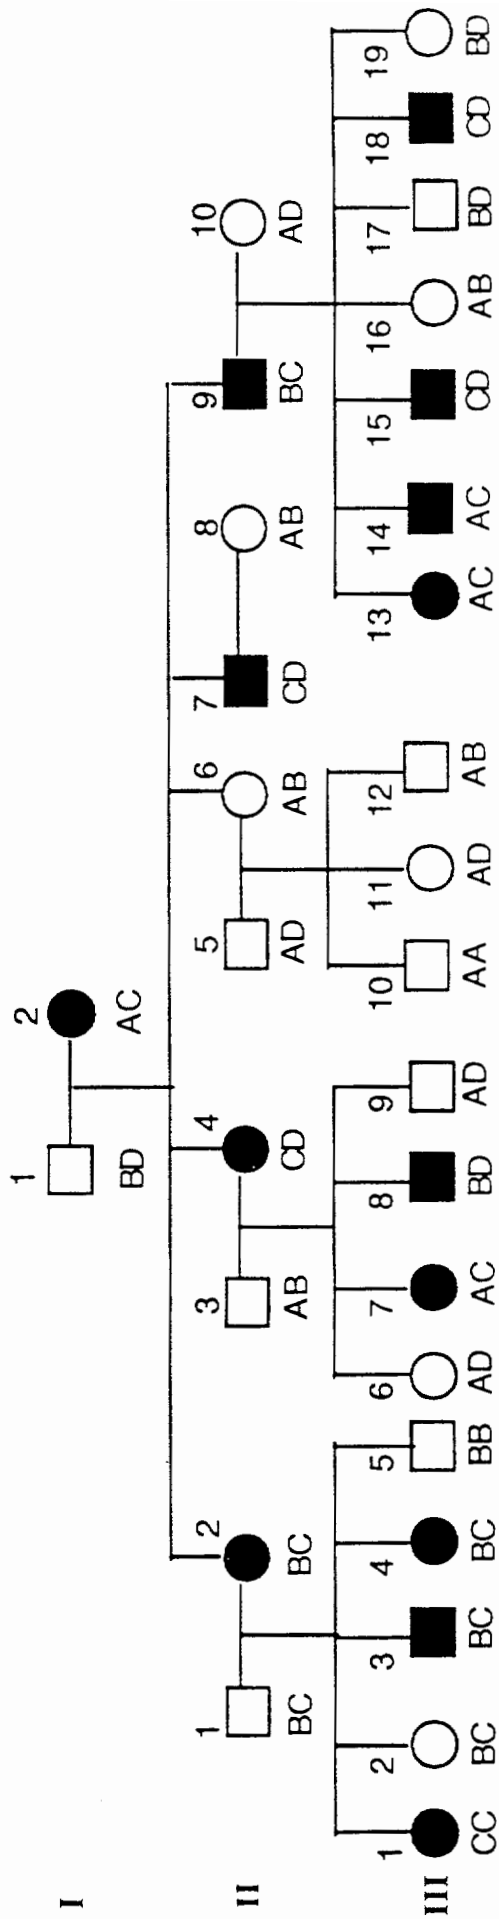 1 2
I
BD AC
1 2 3 4 5 6 7 8 9 10
II
BC BC AB CD AD AB CD AB BC AD
1 2 3 4 5 6 7 8 9 10 11 12 13 14 15 16 17 18 19
III
CC BC BC BC BB AD AC BD AD AA AD AB AC AC CD AB BD CD BD